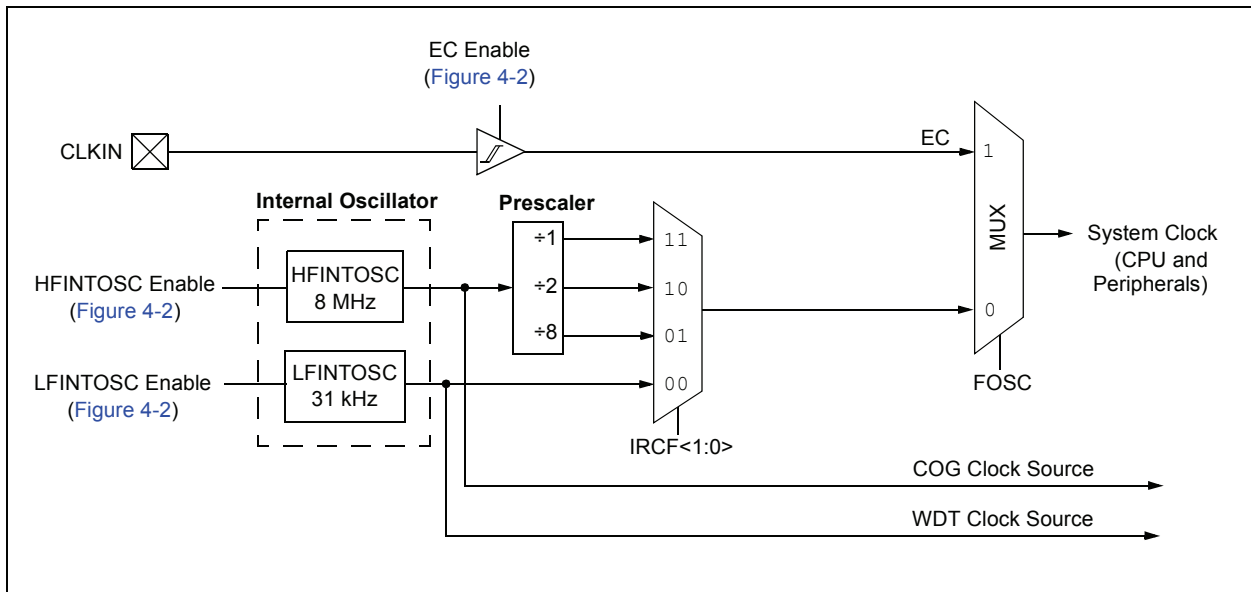 EC Enable
(Figure 4-2)
CLKIN
EC
1
Internal Oscillator
Prescaler
÷1
11
HFINTOSC Enable
(Figure 4-2)
HFINTOSC
8 MHz
÷2
10
÷8
01
MUX
System Clock
(CPU and
Peripherals)
0
LFINTOSC Enable
(Figure 4-2)
LFINTOSC
31 kHz
00
FOSC
IRCF<1:0>
COG Clock Source
WDT Clock Source